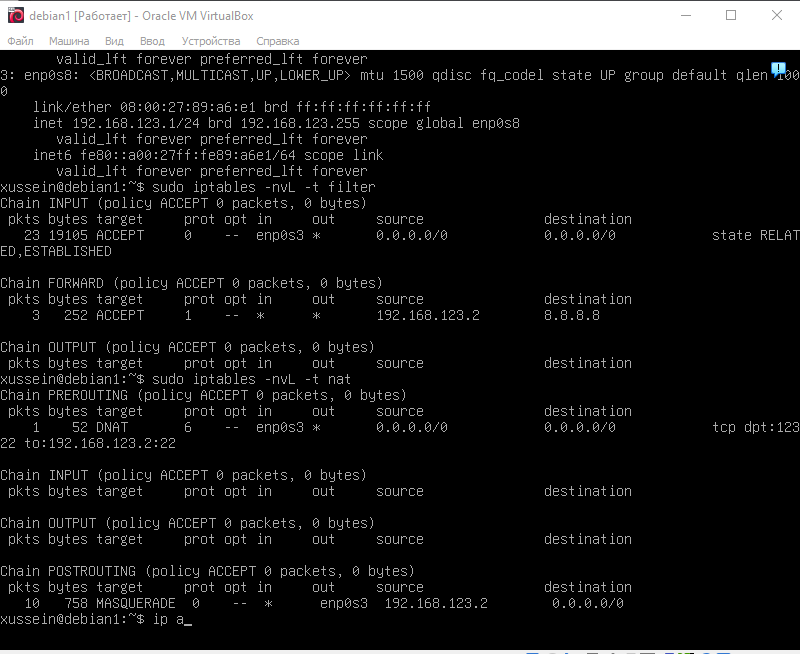 debian1 [Работает] - Oracle VM VirtualBox
Файл Машина Вид Ввод Устройства Справка
valid_lft forever preferred_lft forever
3: enp0s8: <BROADCAST,MULTICAST,UP,LOWER_UP> mtu 1500 qdisc fq_codel state UP group default qlen 100
0
link/ether 08:00:27:89:a6:e1 brd ff:ff:ff:ff:ff:ff
inet 192.168.123.1/24 brd 192.168.123.255 scope global enp0s8
valid_lft forever preferred_lft forever
inet6 fe80::a00:27ff:fe89:a6e1/64 scope link
valid_lft forever preferred_lft forever
xussein@debian1:~$ sudo iptables -nvL -t filter
Chain INPUT (policy ACCEPT 0 packets, 0 bytes)
pkts bytes target prot opt in out source destination
23 19105 ACCEPT 0 -- enp0s3 * 0.0.0.0/0 0.0.0.0/0 state RELAT
ED,ESTABLISHED
Chain FORWARD (policy ACCEPT 0 packets, 0 bytes)
pkts bytes target prot opt in out source destination
3 252 ACCEPT 1 -- * * 192.168.123.2 8.8.8.8
Chain OUTPUT (policy ACCEPT 0 packets, 0 bytes)
pkts bytes target prot opt in out source destination
xussein@debian1:~$ sudo iptables -nvL -t nat
Chain PREROUTING (policy ACCEPT 0 packets, 0 bytes)
pkts bytes target prot opt in out source destination
1 52 DNAT 6 -- enp0s3 * 0.0.0.0/0 0.0.0.0/0 tcp dpt:123
22 to:192.168.123.2:22
Chain INPUT (policy ACCEPT 0 packets, 0 bytes)
pkts bytes target prot opt in out source destination
Chain OUTPUT (policy ACCEPT 0 packets, 0 bytes)
pkts bytes target prot opt in out source destination
Chain POSTROUTING (policy ACCEPT 0 packets, 0 bytes)
pkts bytes target prot opt in out source destination
10 758 MASQUERADE 0 -- * enp0s3 192.168.123.2 0.0.0.0/0
xussein@debian1:~$ ip a_